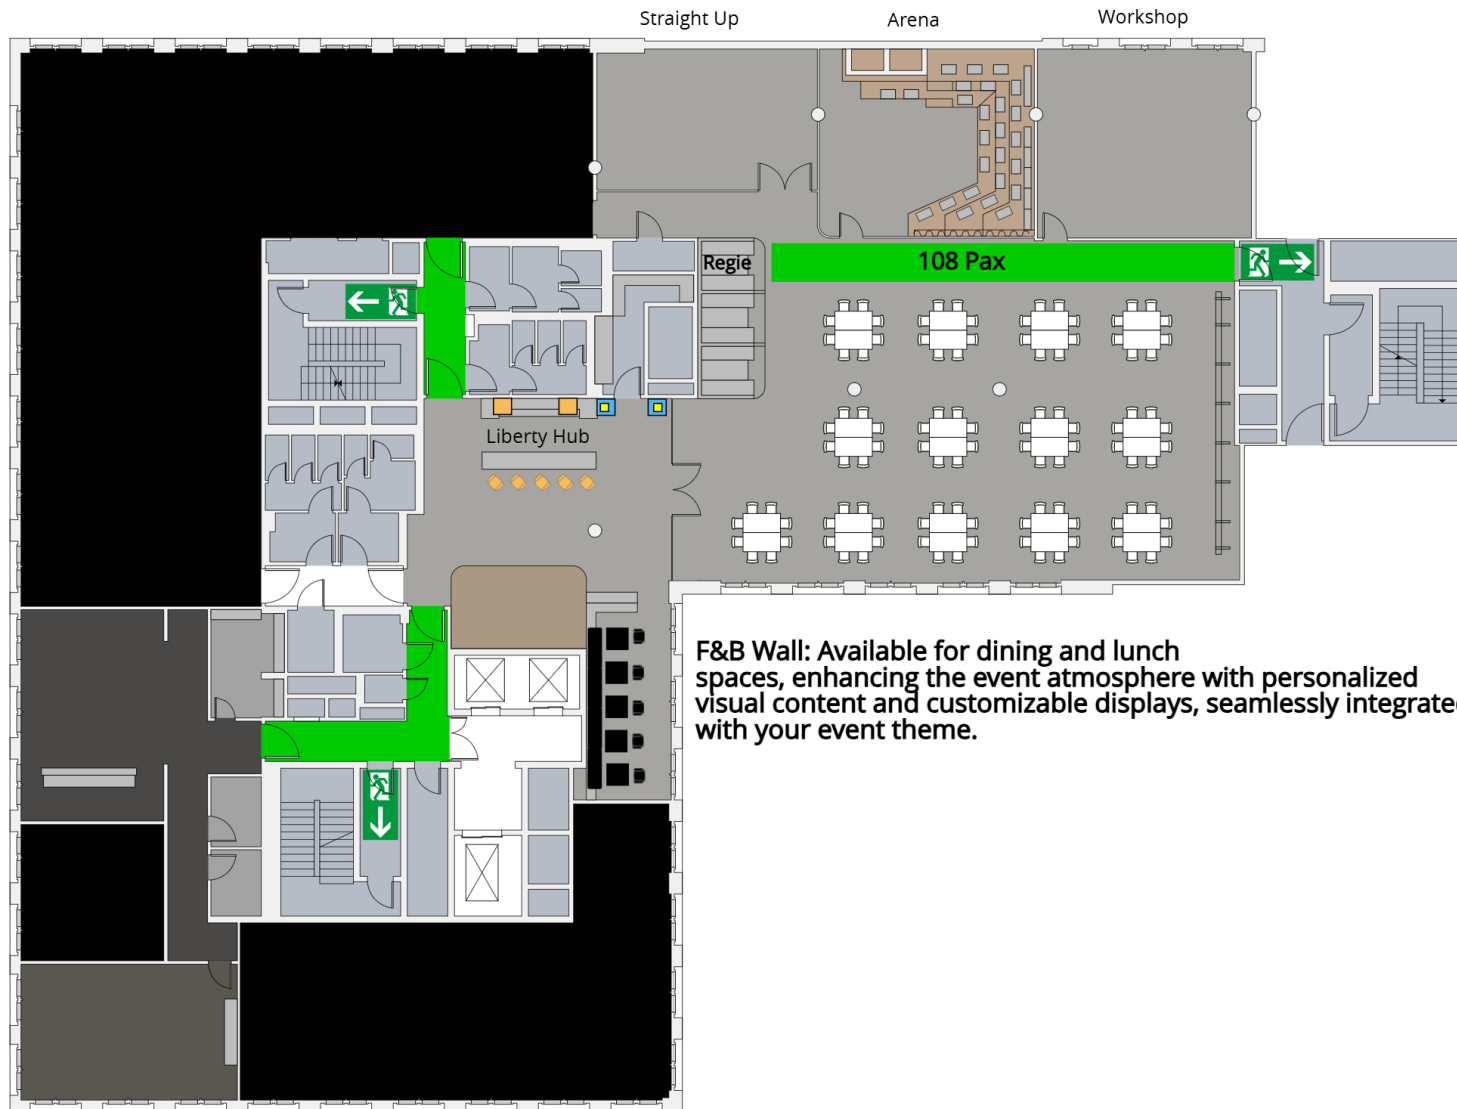 Straight Up
Arena
Workshop
Regie
108 Pax
Liberty Hub
F&B Wall: Available for dining and lunch
spaces, enhancing the event atmosphere with personalized
visual content and customizable displays, seamlessly integrate
with your event theme.